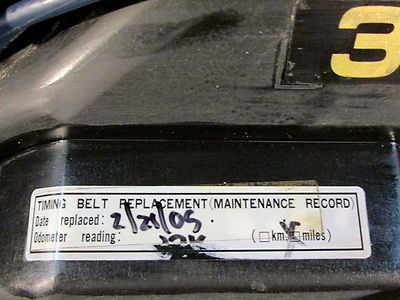 3
TIMING BELT REPLACEMENT (MAINTENANCE RECORD)
Date replaced: 2/21/05
Odometer reading: (□km □miles)